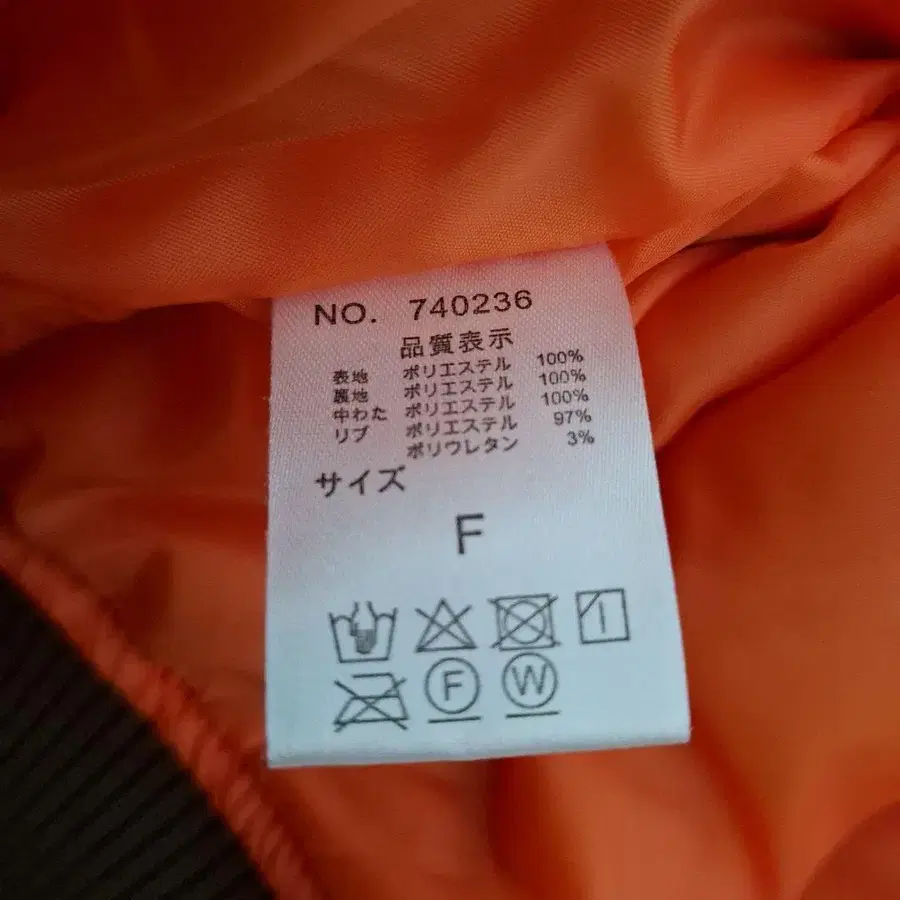 NO. 740236
品質表示
表地 ポリエステル 100%
裏地 ポリエステル 100%
中わた ポリエステル 100%
リブ ポリエステル 97%
ポリウレタン 3%
サイズ
F
F W